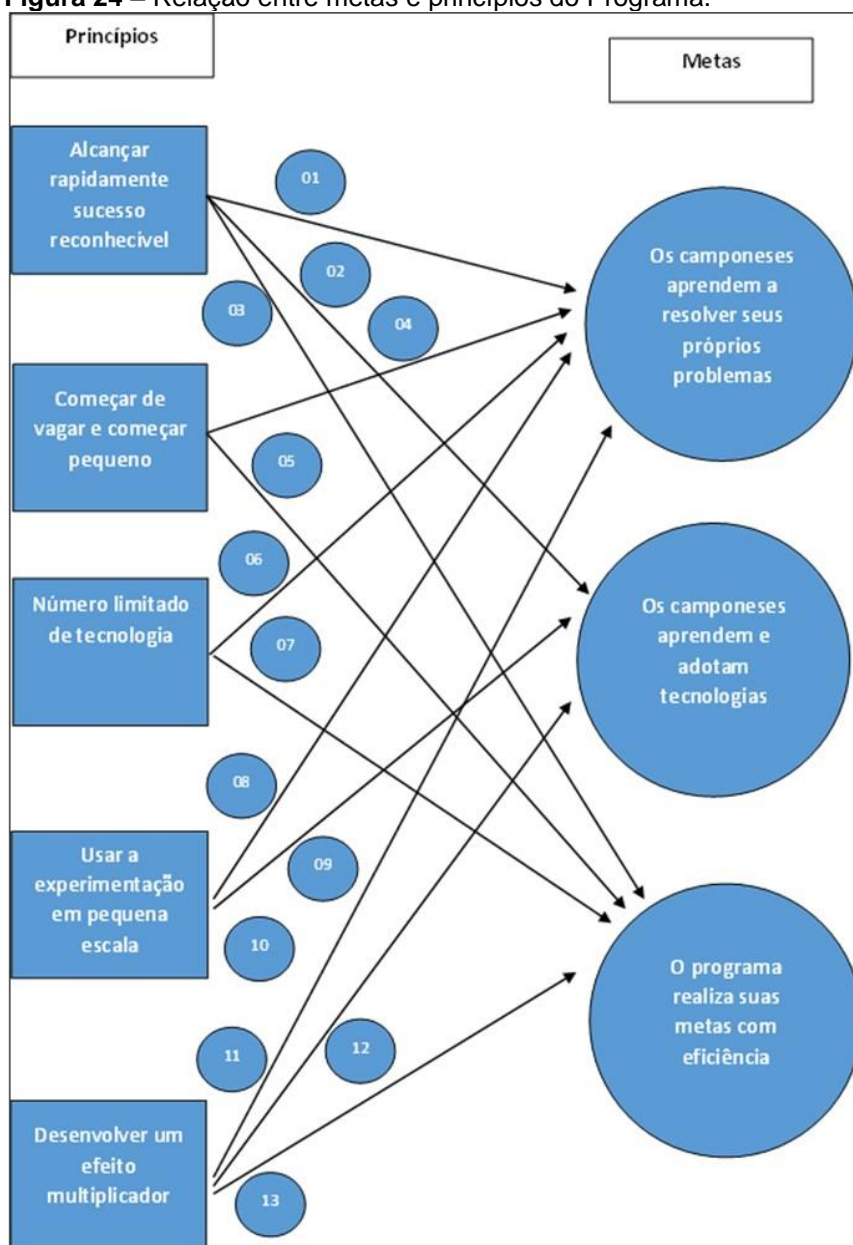 Figura 24 – Relação entre metas e princípios do Programa.
Princípios
Metas
Alcançar
rapidamente
sucesso
reconhecivel
01
02
03
04
Os camponeses
aprendem a
resolver seus
próprios
problemas
Começar de
vagar e começar
pequeno
05
06
07
Número limitado
de tecnologia
Os camponeses
aprendem e
adotam
tecnologias
08
09
10
Usar a
experimentação
em pequena
escala
11
12
O programa
realiza suas
metas com
eficiência
Desenvolver um
efeito
multiplicador
13